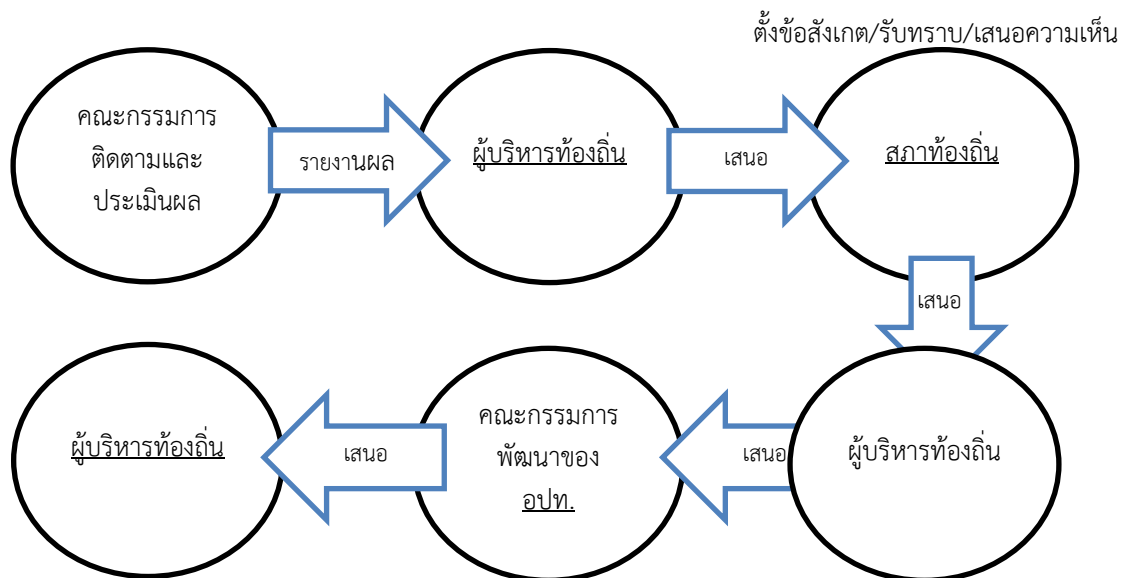 ตั้งข้อสังเกต/รับทราบ/เสนอความเห็น
คณะกรรมการ
ติดตามและ
ประเมินผล
รายงานผล
ผู้บริหารท้องถิ่น
เสนอ
สภาท้องถิ่น
เสนอ
ผู้บริหารท้องถิ่น
เสนอ
คณะกรรมการ
พัฒนาของ
อปท.
เสนอ
ผู้บริหารท้องถิ่น